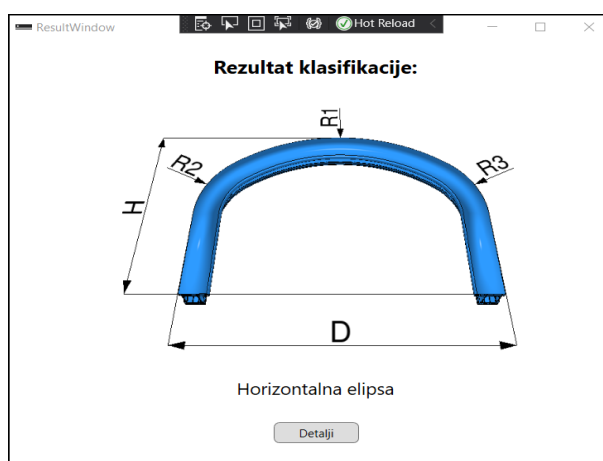 ResultWindow
Hot Reload
Rezultat klasifikacije:
R1
R2
R3
H
D
Horizontalna elipsa
Detalji